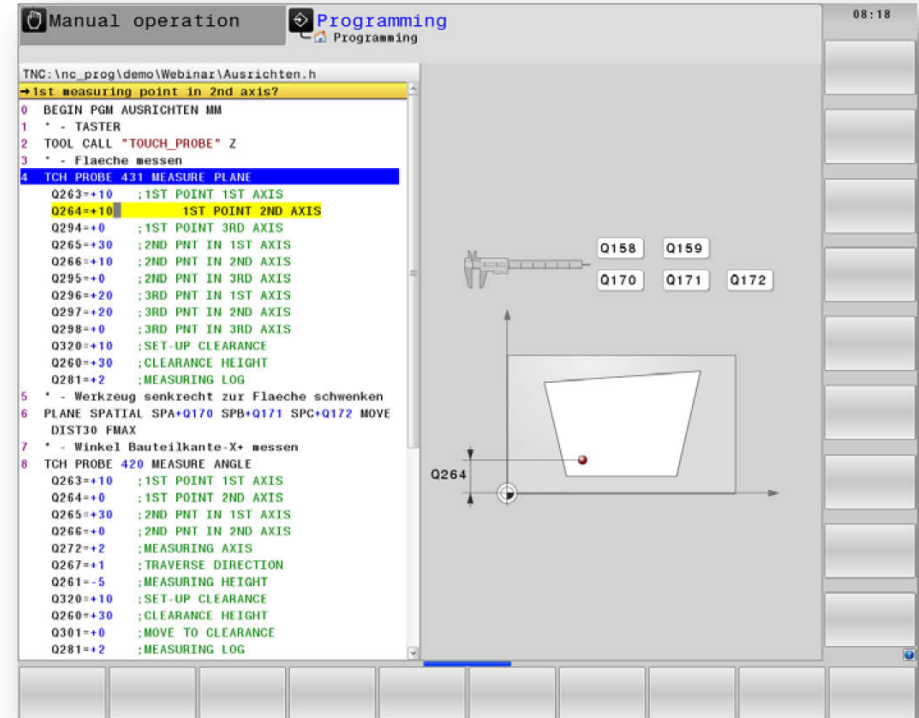 Manual operation
Programming
Programming
08:18
TNC:\nc_prog\demo\Webinar\Ausrichten.h
→1st measuring point in 2nd axis?
0 BEGIN PGM AUSRICHTEN MM
1 * - TASTER
2 TOOL CALL "TOUCH_PROBE" Z
3 * - Flaeche messen
4 TCH PROBE 431 MEASURE PLANE
Q263=+10 ;1ST POINT 1ST AXIS
Q264=+10 1ST POINT 2ND AXIS
Q294=+0 ;1ST POINT 3RD AXIS
Q265=+30 ;2ND PNT IN 1ST AXIS
Q266=+10 ;2ND PNT IN 2ND AXIS
Q295=+0 ;2ND PNT IN 3RD AXIS
Q296=+20 ;3RD PNT IN 1ST AXIS
Q297=+20 ;3RD PNT IN 2ND AXIS
Q298=+0 ;3RD PNT IN 3RD AXIS
Q320=+10 ;SET-UP CLEARANCE
Q260=+30 ;CLEARANCE HEIGHT
Q281=+2 ;MEASURING LOG
5 * - Werkzeug senkrecht zur Flaeche schwenken
6 PLANE SPATIAL SPA+Q170 SPB+Q171 SPC+Q172 MOVE
DIST30 FMAX
7 * - Winkel Bauteilkante-X+ messen
8 TCH PROBE 420 MEASURE ANGLE
Q263=+10 ;1ST POINT 1ST AXIS
Q264=+0 ;1ST POINT 2ND AXIS
Q265=+30 ;2ND PNT IN 1ST AXIS
Q266=+0 ;2ND PNT IN 2ND AXIS
Q272=+2 ;MEASURING AXIS
Q267=+1 ;TRAVERSE DIRECTION
Q261=-5 ;MEASURING HEIGHT
Q320=+10 ;SET-UP CLEARANCE
Q260=+30 ;CLEARANCE HEIGHT
Q301=+0 ;MOVE TO CLEARANCE
Q281=+2 ;MEASURING LOG
Q158 Q159
Q170 Q171 Q172
Q264